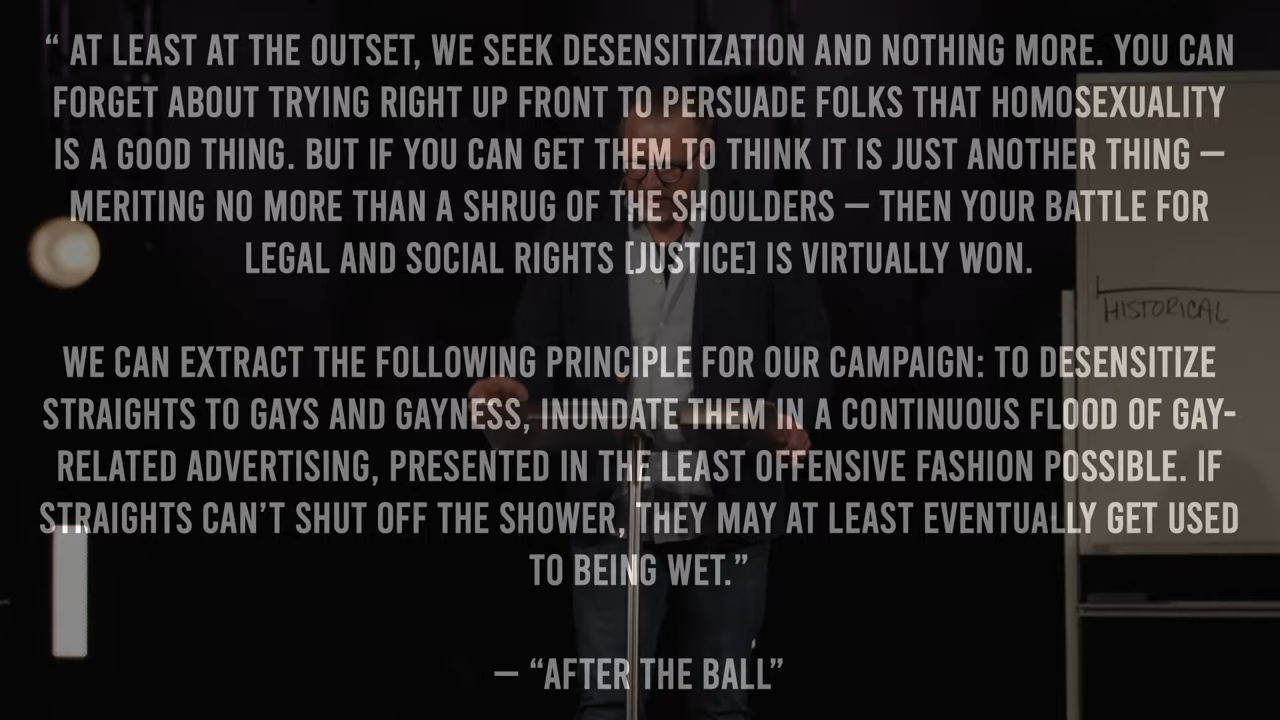 “ AT LEAST AT THE OUTSET, WE SEEK DESENSITIZATION AND NOTHING MORE. YOU CAN
FORGET ABOUT TRYING RIGHT UP FRONT TO PERSUADE FOLKS THAT HOMOSEXUALITY
IS A GOOD THING. BUT IF YOU CAN GET THEM TO THINK IT IS JUST ANOTHER THING —
MERITING NO MORE THAN A SHRUG OF THE SHOULDERS — THEN YOUR BATTLE FOR
LEGAL AND SOCIAL RIGHTS [JUSTICE] IS VIRTUALLY WON.
HISTORICAL
WE CAN EXTRACT THE FOLLOWING PRINCIPLE FOR OUR CAMPAIGN: TO DESENSITIZE
STRAIGHTS TO GAYS AND GAYNESS, INUNDATE THEM IN A CONTINUOUS FLOOD OF GAY-
RELATED ADVERTISING, PRESENTED IN THE LEAST OFFENSIVE FASHION POSSIBLE. IF
STRAIGHTS CAN’T SHUT OFF THE SHOWER, THEY MAY AT LEAST EVENTUALLY GET USED
TO BEING WET.”
— “AFTER THE BALL”